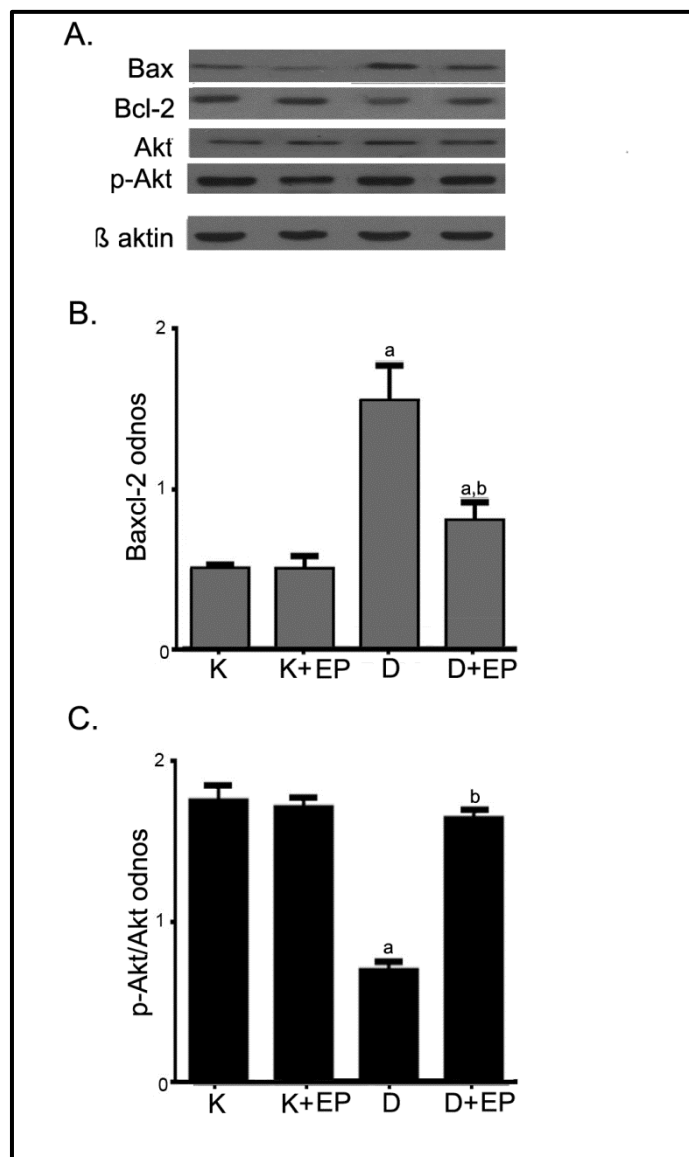 A.
Bax
Bcl-2
Akt
p-Akt
ß aktin
B.
Baxcl-2 odnos
2
1
0
a
a,b
K K+EP D D+EP
C.
p-Akt/Akt odnos
2
1
0
a
b
K K+EP D D+EP